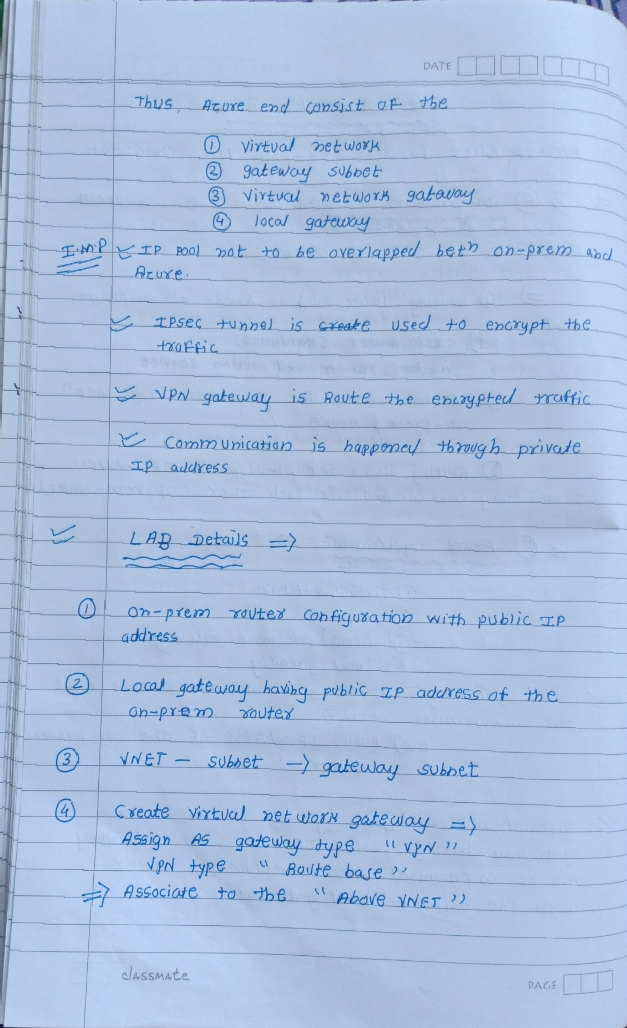 DATE
Thus, Azure end consist of the
① virtual network
② gateway subnet
③ virtual network gataway
④ local gateway
I.M.P IP Pool not to be overlapped betn on-prem and
Azure.
IPsec tunnel is create used to encrypt the
traffic
VPN gateway is Route the encrypted traffic
Communication is happened through private
IP address
LAB Details =>
① on-prem router configuration with public IP
address
② Local gateway having public IP address of the
on-prem router
③ VNET - subnet -> gateway subnet
④ Create virtual network gateway =>
Assign AS gateway type "VPN"
VPN type "Route base"
=> Associate to the "Above VNET"
classmate
PAGE